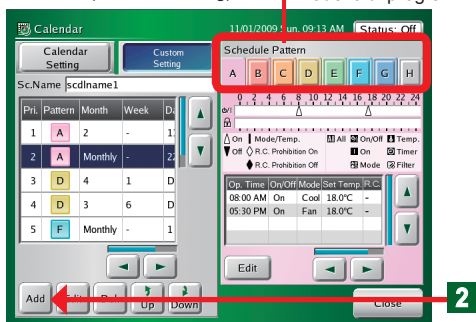 Calendar
11/01/2009 Sun. 09:13 AM
Status: Off
Calendar
Setting
Custom
Setting
Schedule Pattern
A B C D E F G H
Sc.Name scdlname1
Pri. Pattern Month Week
1 A 2 -
2 A Monthly -
3 D 4 1 D
4 D 3 6 D
5 F Monthly - 1
0 2 4 6 8 10 12 14 16 18 20 22 24
On Mode/Temp. All On/Off Temp.
Off R.C. Prohibition On On Timer
R.C. Prohibition Off Mode Filter
Op. Time On/Off Mode Set Temp. R.C.
08:00 AM On Cool 18.0°C -
05:30 PM On Fan 18.0°C -
Edit
Add
Up
Down
Close
2